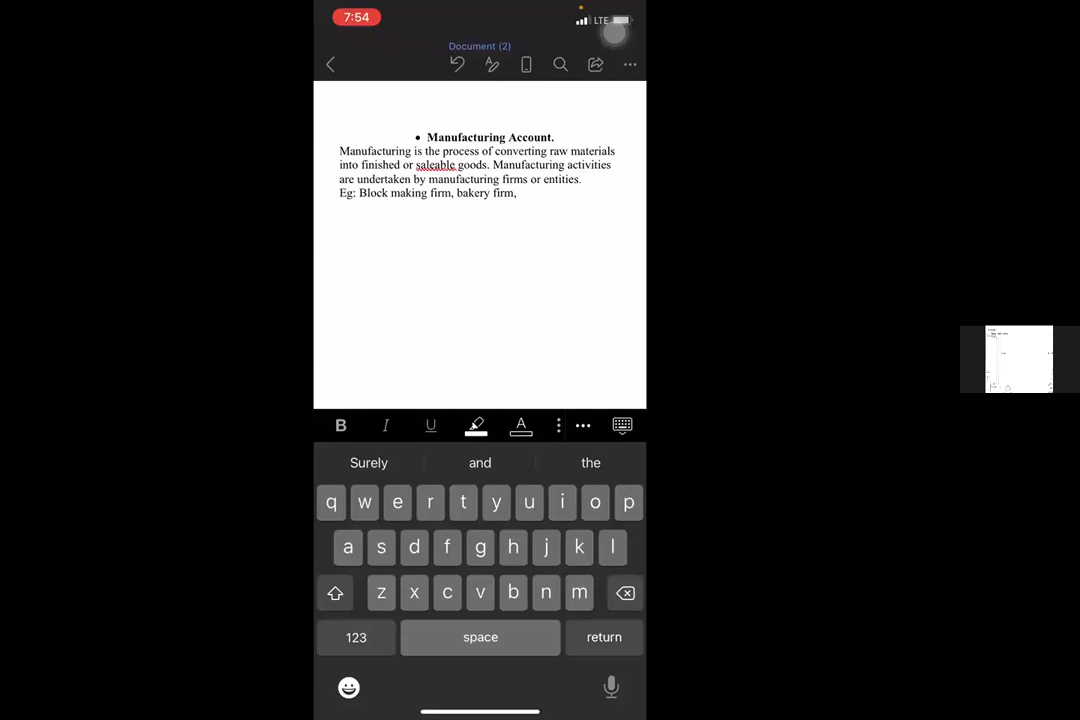 7:54
LTE
Document (2)
• Manufacturing Account.
Manufacturing is the process of converting raw materials
into finished or saleable goods. Manufacturing activities
are undertaken by manufacturing firms or entities.
Eg: Block making firm, bakery firm,
B I U A
Surely and the
q w e r t y u i o p
a s d f g h j k l
z x c v b n m
123 space return